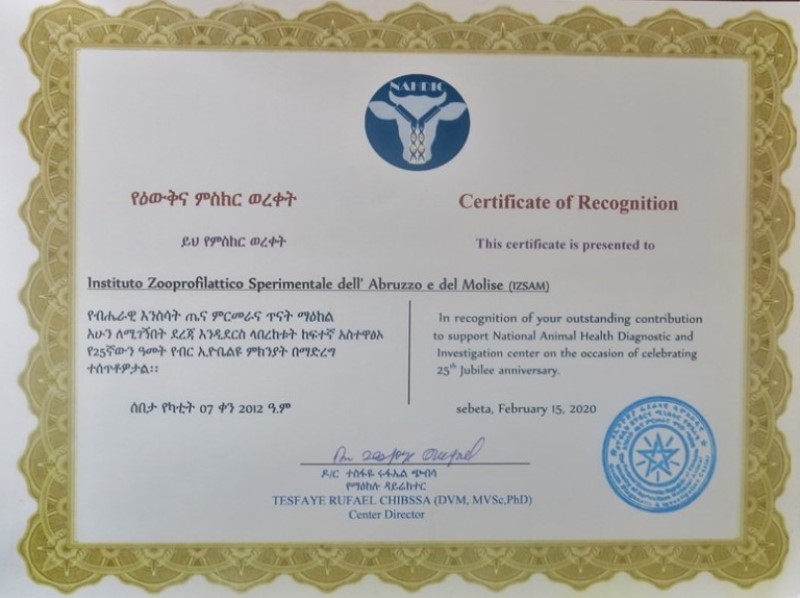 NAHDIC
የዕውቅና ምስክር ወረቀት
ይህ የምስክር ወረቀት
Certificate of Recognition
This certificate is presented to
Instituto Zooprofilattico Sperimentale dell' Abruzzo e del Molise (IZSAM)
የብሔራዊ እንስሳት ጤና ምርመራና ጥናት ማዕከል
አሁን ለሚገኝበት ደረጃ እንዲደርስ ላበረከቱት ከፍተኛ አስተዋፅኦ
የ25ኛውን ዓመት የብር ኢዮቤልዩ ምክንያት በማድረግ
ተሰጥቶዎታል፡፡
ሰበታ የካቲት 07 ቀን 2012 ዓ.ም
In recognition of your outstanding contribution
to support National Animal Health Diagnostic and
Investigation center on the occasion of celebrating
25th Jubilee anniversary.
sebeta, February 15, 2020
ዶ/ር ተስፋዬ ሩፋኤል ጭብሳ
የማዕከሉ ዳይሬክተር
TESFAYE RUFAEL CHIBSSA (DVM, MVSc,PhD)
Center Director